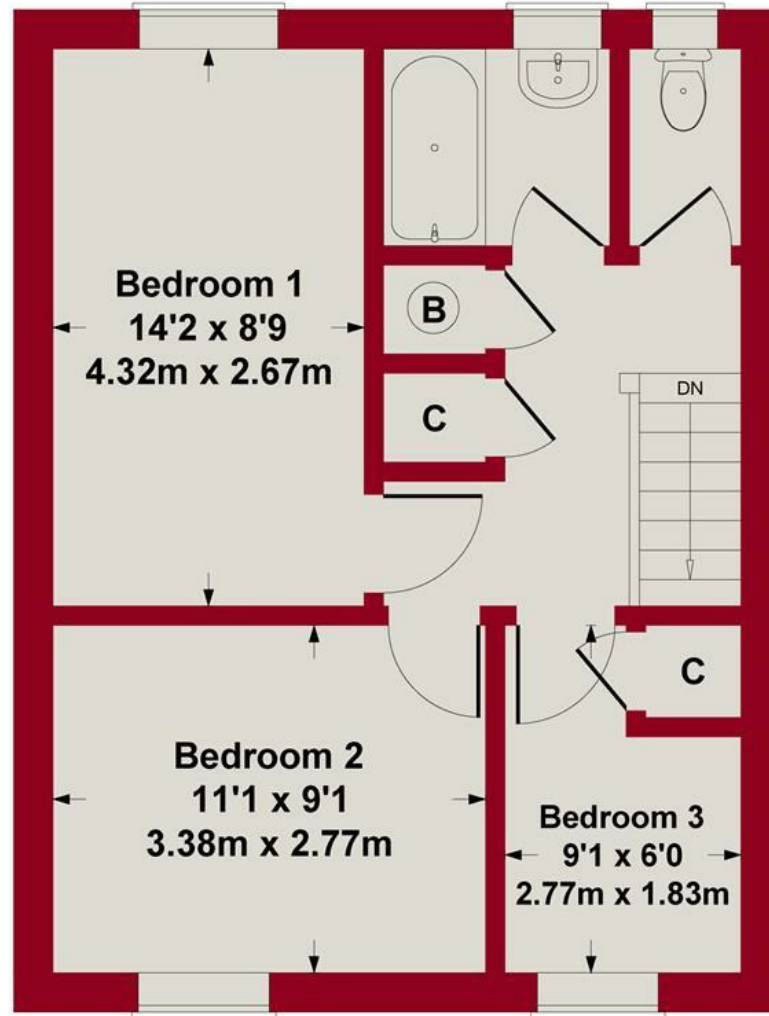 Bedroom 1
14'2 x 8'9
4.32m x 2.67m
B
C
DN
C
Bedroom 2
11'1 x 9'1
3.38m x 2.77m
Bedroom 3
9'1 x 6'0
2.77m x 1.83m